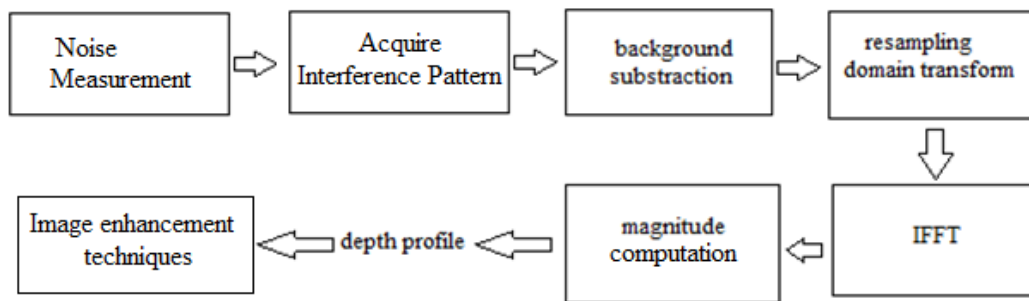 Noise
Measurement
Acquire
Interference Pattern
background
substraction
resampling
domain transform
IFFT
magnitude
computation
depth profile
Image enhancement
techniques